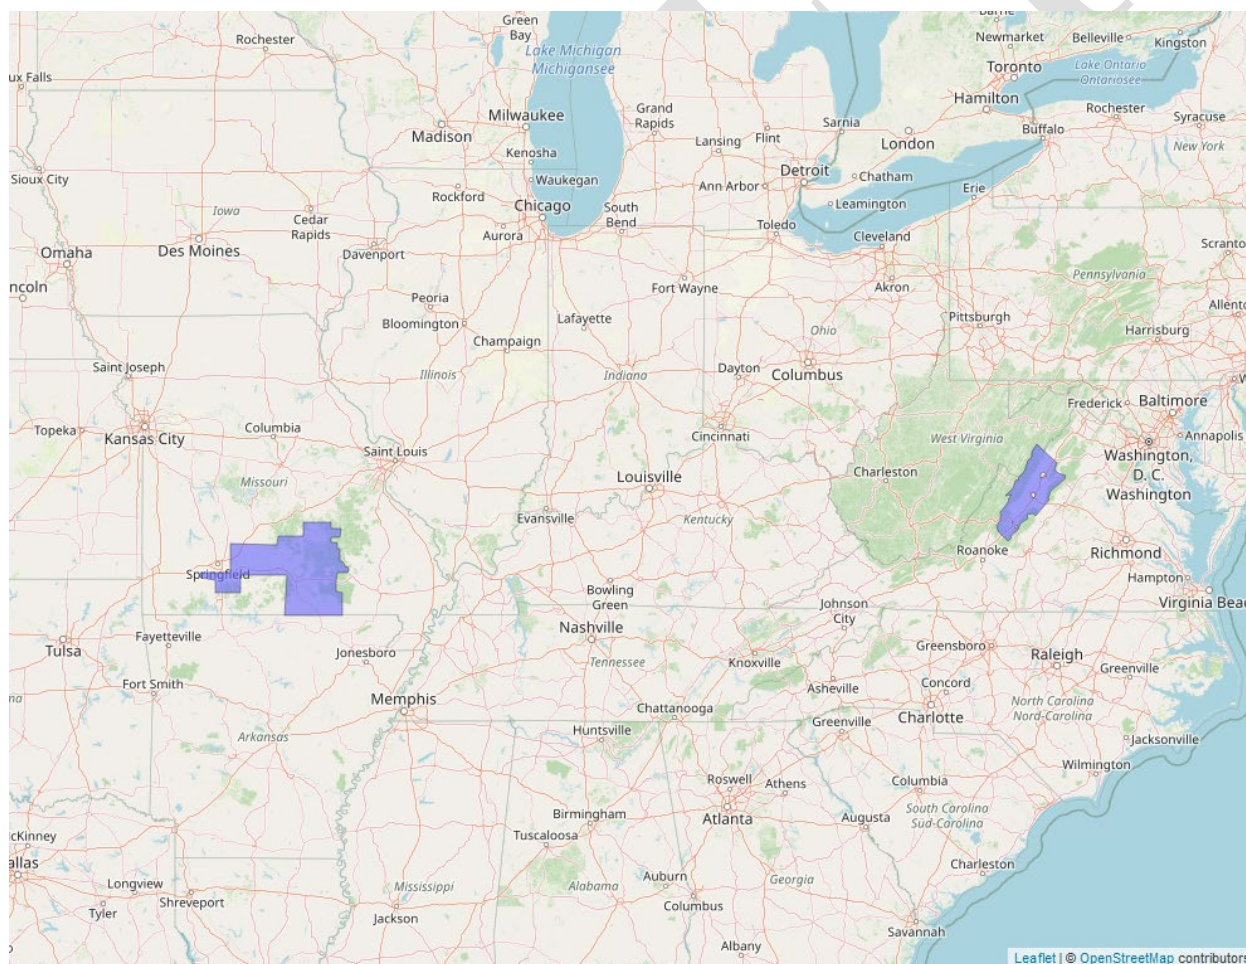 Green
Bay
Barrie
Rochester
Lake Michigan
Michigansee
Newmarket
Belleville
Kingston
oux Falls
Toronto
Lake Ontario
Ontariosee
Hamilton
Rochester
Syracuse
Milwaukee
Grand
Rapids
Sarnia
Buffalo
Madison
Lansing
Flint
London
New York
Kenosha
Sioux City
Waukegan
Rockford
Detroit
Chatham
Ann Arbor
Erie
Iowa
Cedar
Rapids
Chicago
South
Bend
Leamington
Aurora
Toledo
Cleveland
Omaha
Des Moines
Davenport
Scranto
ncoln
Fort Wayne
Akron
Pennsylvania
Peoria
Allento
Bloomington
Lafayette
Pittsburgh
Ohio
Harrisburg
Champaign
Saint Joseph
Illinois
Indiana
Dayton
Columbus
W
Frederick
Baltimore
Topeka
Kansas City
Columbia
Cincinnati
West Virginia
Annapolis
Saint Louis
Washington,
D. C.
Washington
Louisville
Charleston
Missouri
Evansville
Kentucky
Roanoke
Richmond
Springfield
Hampton
Bowling
Green
Johnson
City
Virginia Beac
Fayetteville
Nashville
Tulsa
Jonesboro
Tennessee
Knoxville
Greensboro
Raleigh
Greenville
na
Fort Smith
Asheville
Concord
Memphis
Chattanooga
Charlotte
North Carolina
Nord-Carolina
Huntsville
Greenville
Arkansas
Jacksonville
Roswell
Athens
Columbia
Wilmington
Birmingham
Atlanta
South Carolina
Süd-Carolina
Augusta
cKinney
Tuscaloosa
allas
Charleston
Longview
Auburn
Georgia
Mississippi
Alabama
Shreveport
Tyler
Jackson
Columbus
Savannah
Albany
Leaflet | © OpenStreetMap contributors